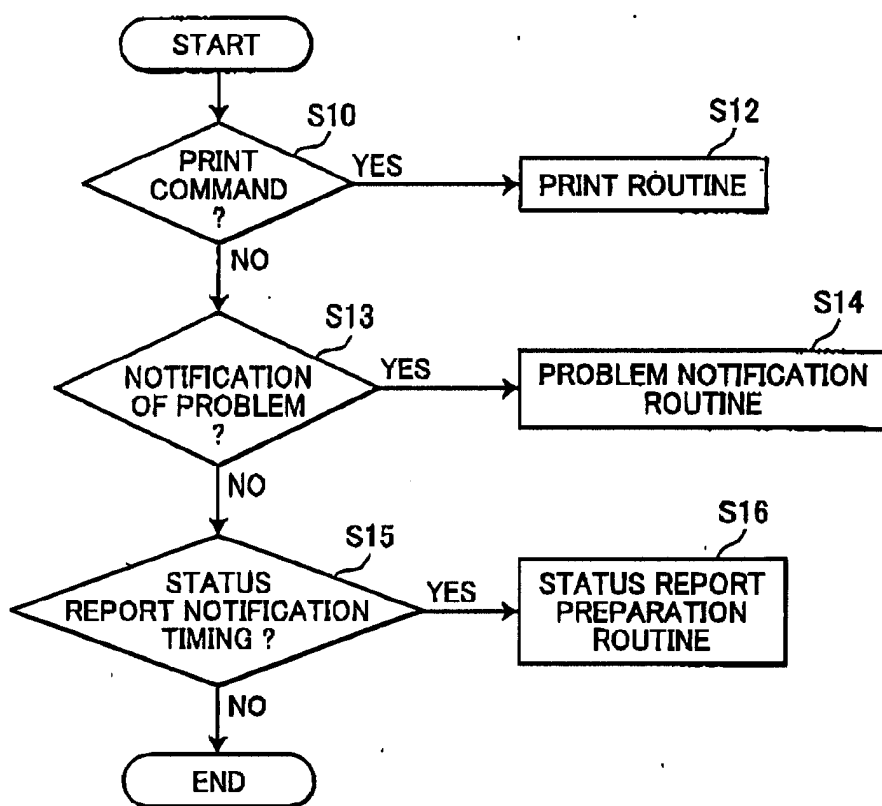 START
S10
PRINT
COMMAND
?
YES
S12
PRINT ROUTINE
NO
S13
NOTIFICATION
OF PROBLEM
?
YES
S14
PROBLEM NOTIFICATION
ROUTINE
NO
S15
STATUS
REPORT NOTIFICATION
TIMING ?
YES
S16
STATUS REPORT
PREPARATION
ROUTINE
NO
END